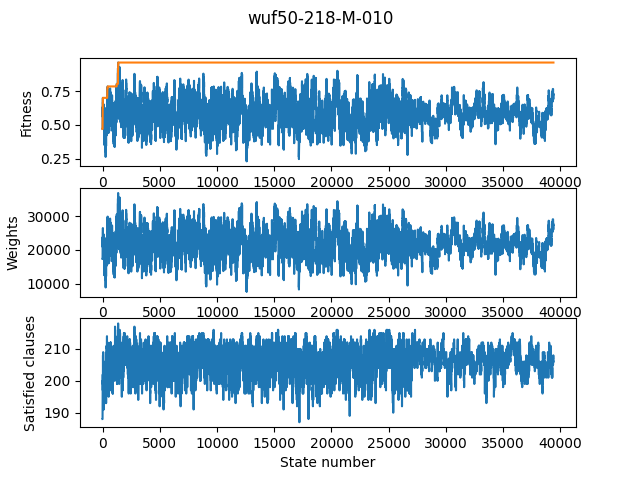 wuf50-218-M-010
0.75
0.50
0.25
Fitness
0 5000 10000 15000 20000 25000 30000 35000 40000
30000
20000
10000
Weights
0 5000 10000 15000 20000 25000 30000 35000 40000
210
200
190
Satisfied clauses
0 5000 10000 15000 20000 25000 30000 35000 40000
State number